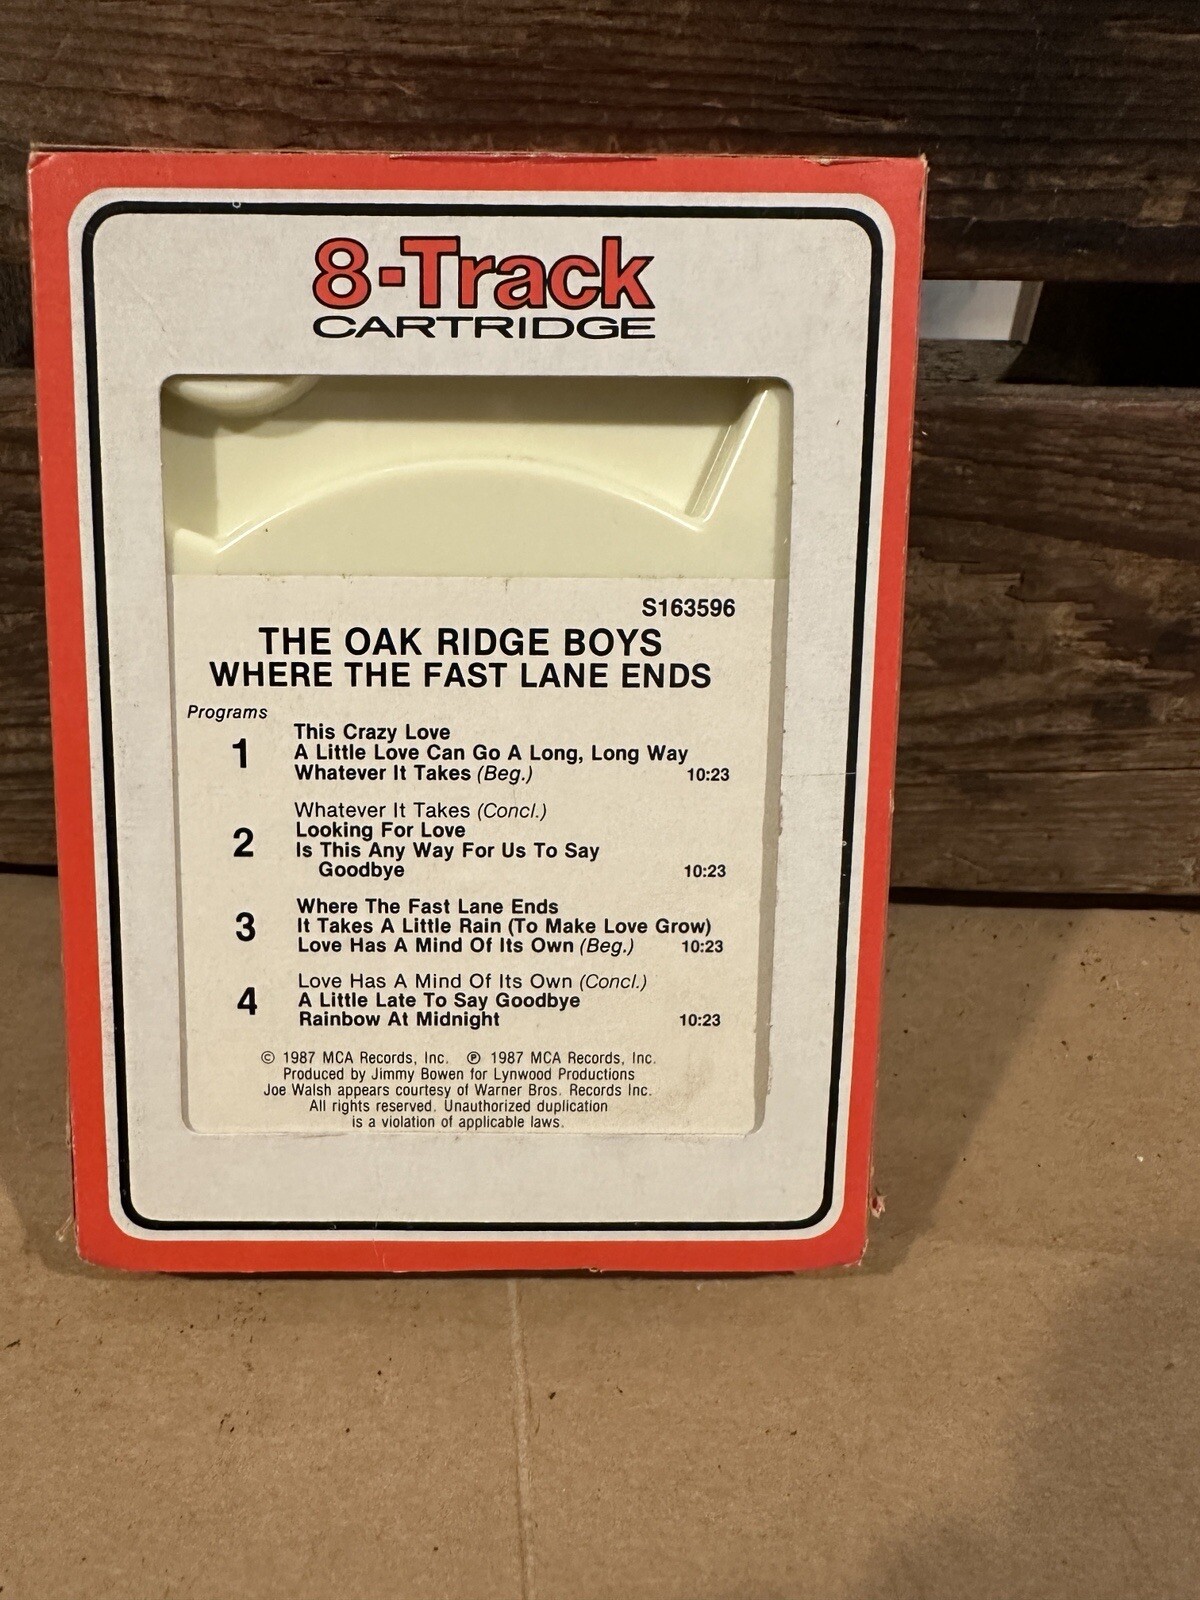 8-Track
CARTRIDGE
S163596
THE OAK RIDGE BOYS
WHERE THE FAST LANE ENDS
Programs
1
This Crazy Love
A Little Love Can Go A Long, Long Way
Whatever It Takes (Beg.) 10:23
2
Whatever It Takes (Concl.)
Looking For Love
Is This Any Way For Us To Say
Goodbye 10:23
3
Where The Fast Lane Ends
It Takes A Little Rain (To Make Love Grow)
Love Has A Mind Of Its Own (Beg.) 10:23
4
Love Has A Mind Of Its Own (Concl.)
A Little Late To Say Goodbye
Rainbow At Midnight 10:23
© 1987 MCA Records, Inc. ℗ 1987 MCA Records, Inc.
Produced by Jimmy Bowen for Lynwood Productions
Joe Walsh appears courtesy of Warner Bros. Records Inc.
All rights reserved. Unauthorized duplication
is a violation of applicable laws.